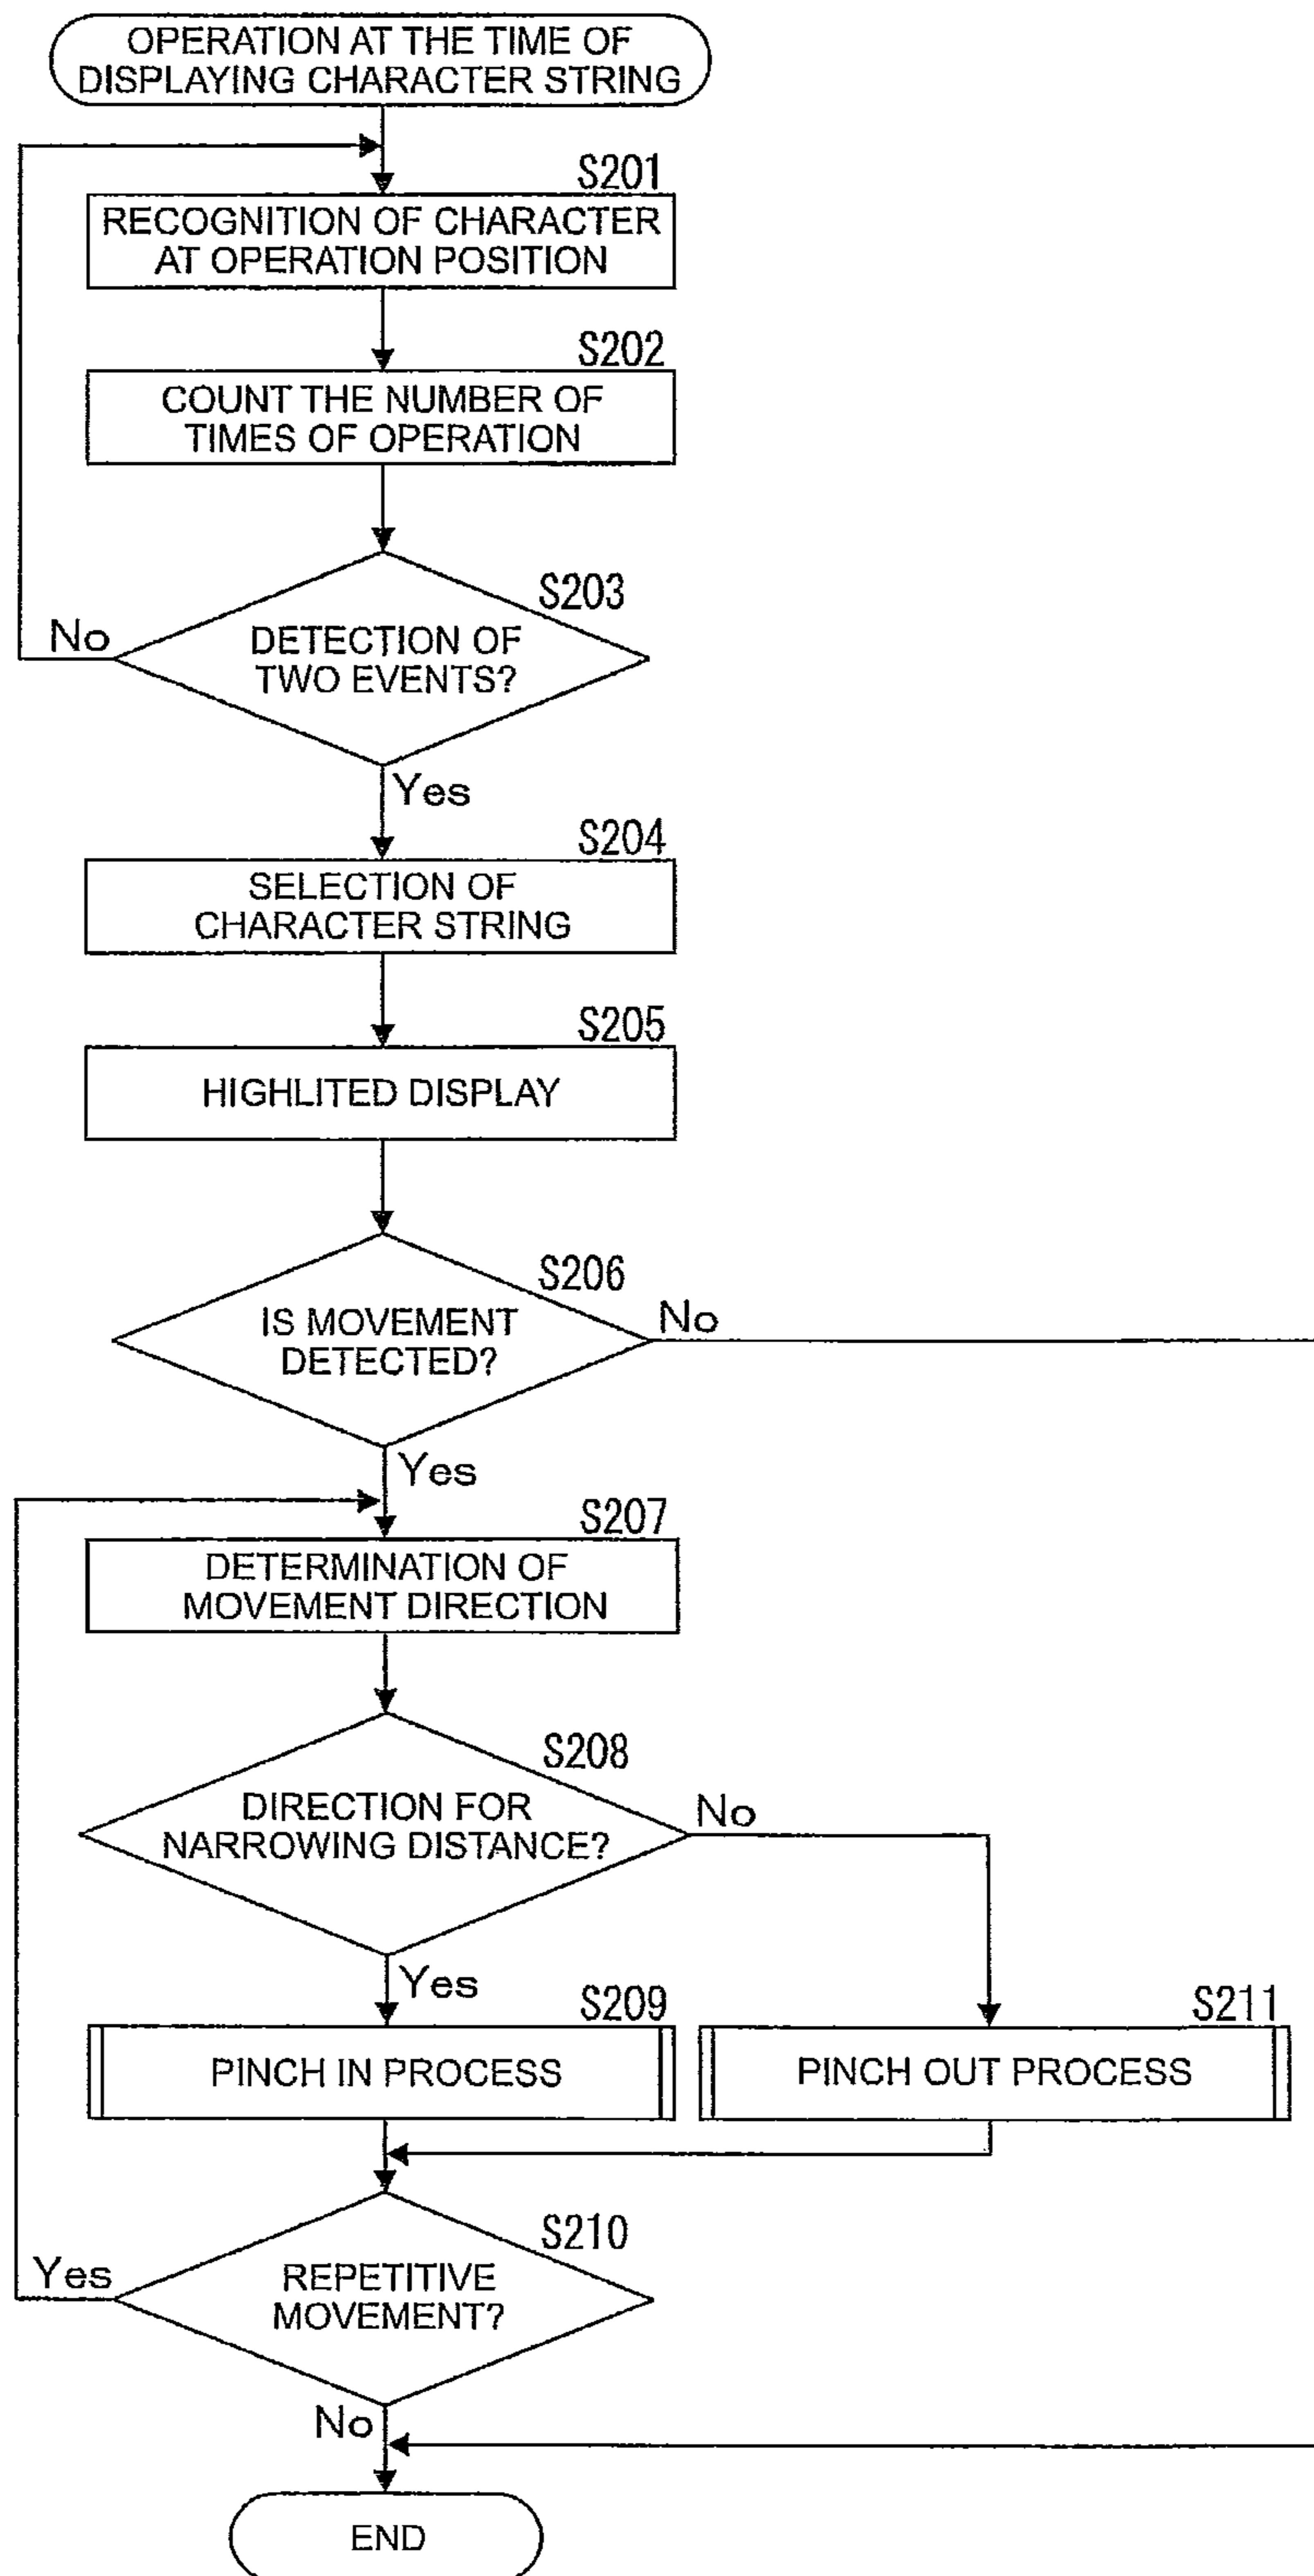 OPERATION AT THE TIME OF
DISPLAYING CHARACTER STRING
S201
RECOGNITION OF CHARACTER
AT OPERATION POSITION
S202
COUNT THE NUMBER OF
TIMES OF OPERATION
S203
DETECTION OF
TWO EVENTS?
No
Yes
S204
SELECTION OF
CHARACTER STRING
S205
HIGHLITED DISPLAY
S206
IS MOVEMENT
DETECTED?
No
Yes
S207
DETERMINATION OF
MOVEMENT DIRECTION
S208
DIRECTION FOR
NARROWING DISTANCE?
No
Yes
S209
PINCH IN PROCESS
S211
PINCH OUT PROCESS
S210
REPETITIVE
MOVEMENT?
Yes
No
END